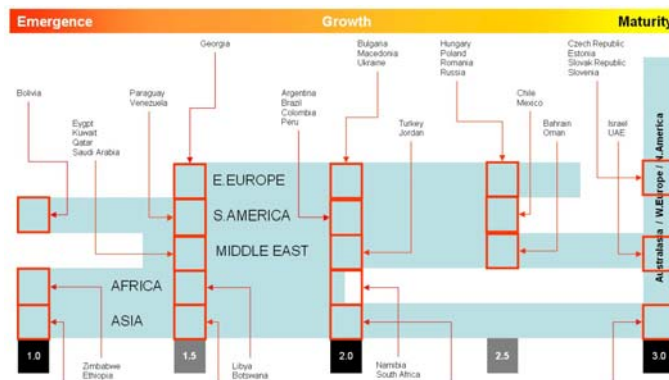 Emergence
Growth
Maturity
Georgia
Bulgaria
Macedonia
Ukraine
Hungary
Poland
Romania
Russia
Czech Republic
Estonia
Slovak Republic
Slovenia
Bolivia
Paraguay
Venezuela
Argentina
Brazil
Colombia
Peru
Chile
Mexico
Eygpt
Kuwait
Qatar
Saudi Arabia
Turkey
Jordan
Bahrain
Oman
Israel
UAE
Australasia / W.Europe / N.America
E.EUROPE
S.AMERICA
MIDDLE EAST
AFRICA
ASIA
1.0
1.5
2.0
2.5
3.0
Zimbabwe
Ethiopia
Libya
Botswana
Namibia
South Africa